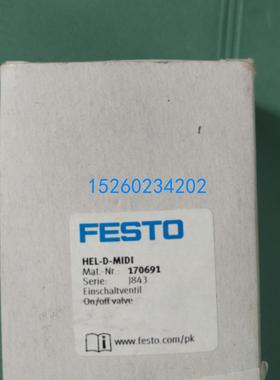 15260234202
FESTO
HEL-D-MIDI
Mat.-Nr.: 170691
Serie: J843
Einschaltventil
On/off valve
www.festo.com/pk